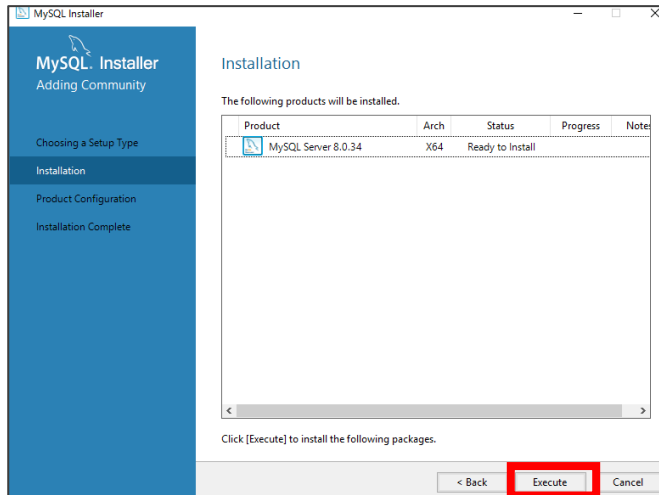 MySQL Installer
MySQL. Installer
Adding Community
Choosing a Setup Type
Installation
Product Configuration
Installation Complete
Installation
The following products will be installed.
Product Arch Status Progress Notes
MySQL Server 8.0.34 X64 Ready to Install
Click [Execute] to install the following packages.
< Back Execute Cancel